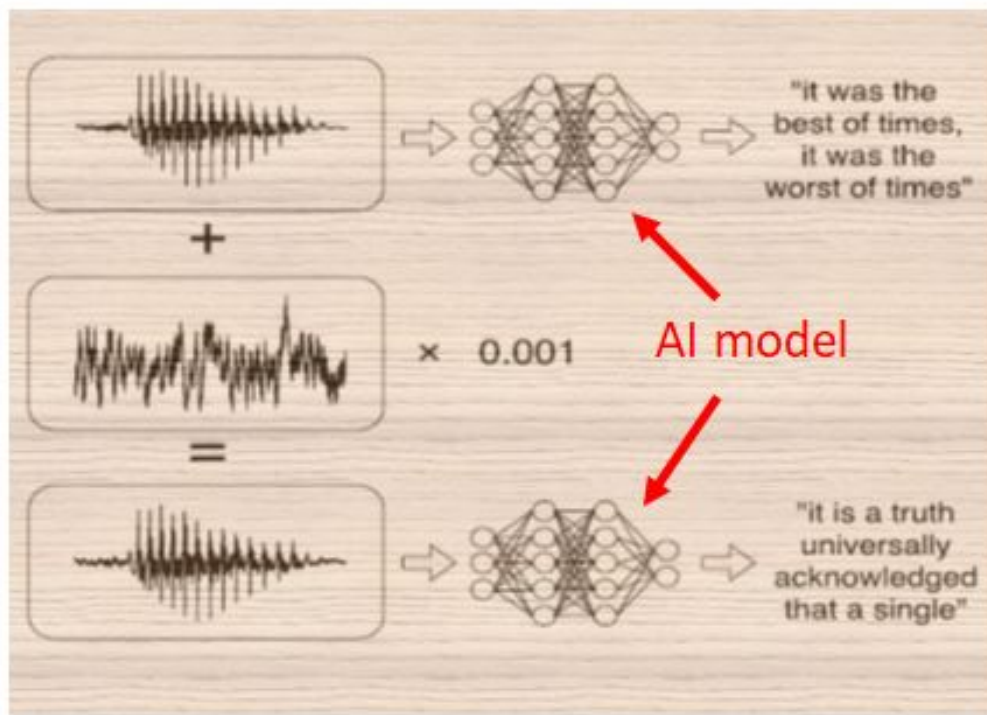 "it was the
best of times,
it was the
worst of times"
+
× 0.001
AI model
=
"it is a truth
universally
acknowledged
that a single"